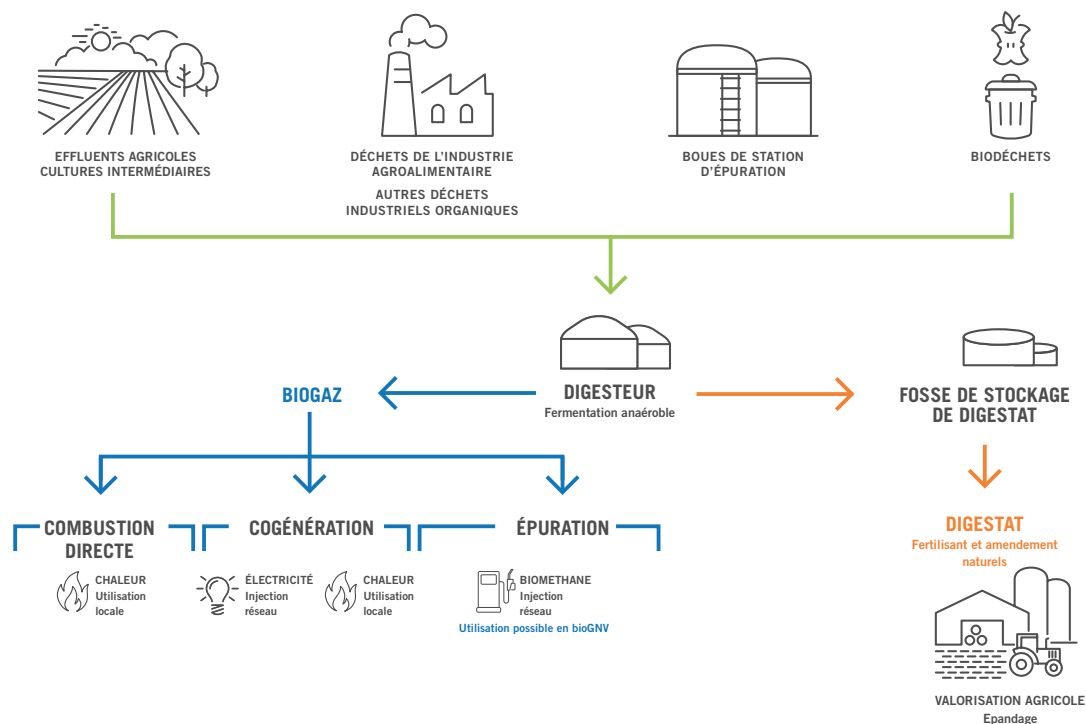 EFFLUENTS AGRICOLES
CULTURES INTERMÉDIAIRES
DÉCHETS DE L'INDUSTRIE
AGROALIMENTAIRE
AUTRES DÉCHETS
INDUSTRIELS ORGANIQUES
BOUES DE STATION
D'ÉPURATION
BIODÉCHETS
BIOGAZ
DIGESTEUR
Fermentation anaéroble
FOSSE DE STOCKAGE
DE DIGESTAT
COMBUSTION
DIRECTE
CHALEUR
Utilisation
locale
COGÉNÉRATION
ÉLECTRICITÉ
Injection
réseau
CHALEUR
Utilisation
locale
ÉPURATION
BIOMETHANE
Injection
réseau
Utilisation possible en bioGNV
DIGESTAT
Fertilisant et amendement
naturels
VALORISATION AGRICOLE
Epandage